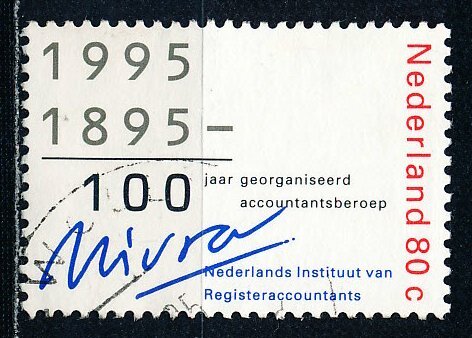 1995
1895-
100 jaar georganiseerd
accountantsberoep
Nivra
Nederlands Instituut van
Registeraccountants
Nederland 80 c